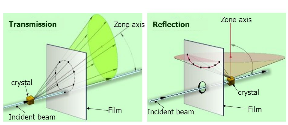 Transmission
Zone axis
crystal
Incident beam
Film
Reflection
Zone axis
crystal
Film
Incident beam